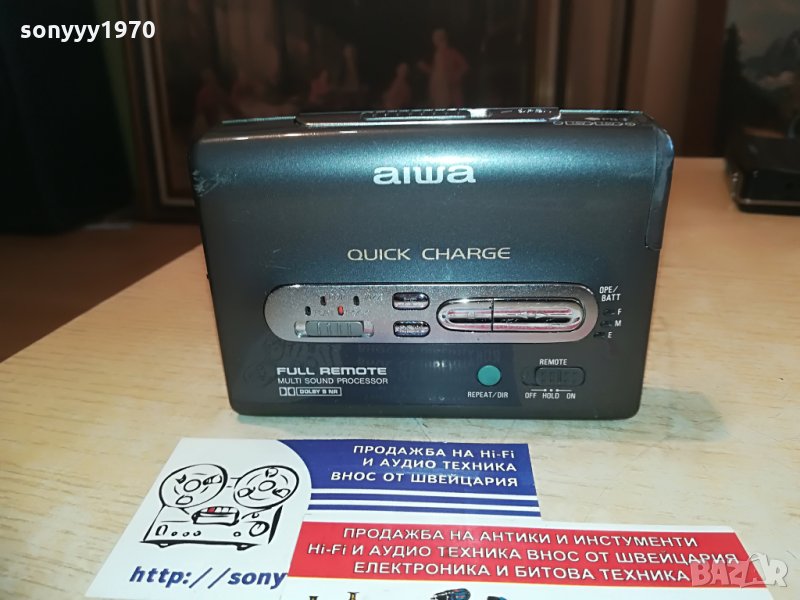 sonyyy1970
aiwa
QUICK CHARGE
OPE/
BATT
F
M
E
FULL REMOTE
MULTI SOUND PROCESSOR
DOLBY B NR
REPEAT/DIR
REMOTE
OFF HOLD ON
ПРОДАЖБА НА Hi-Fi
И АУДИО ТЕХНИКА
ВНОС ОТ ШВЕЙЦАРИЯ
http://sony
ПРОДАЖБА НА АНТИКИ И ИНСТУМЕНТИ
Hi-Fi И АУДИО ТЕХНИКА ВНОС ОТ ШВЕЙЦАРИЯ
ЕЛЕКТРОНИКА И БИТОВА ТЕХНИКА
BAZAR